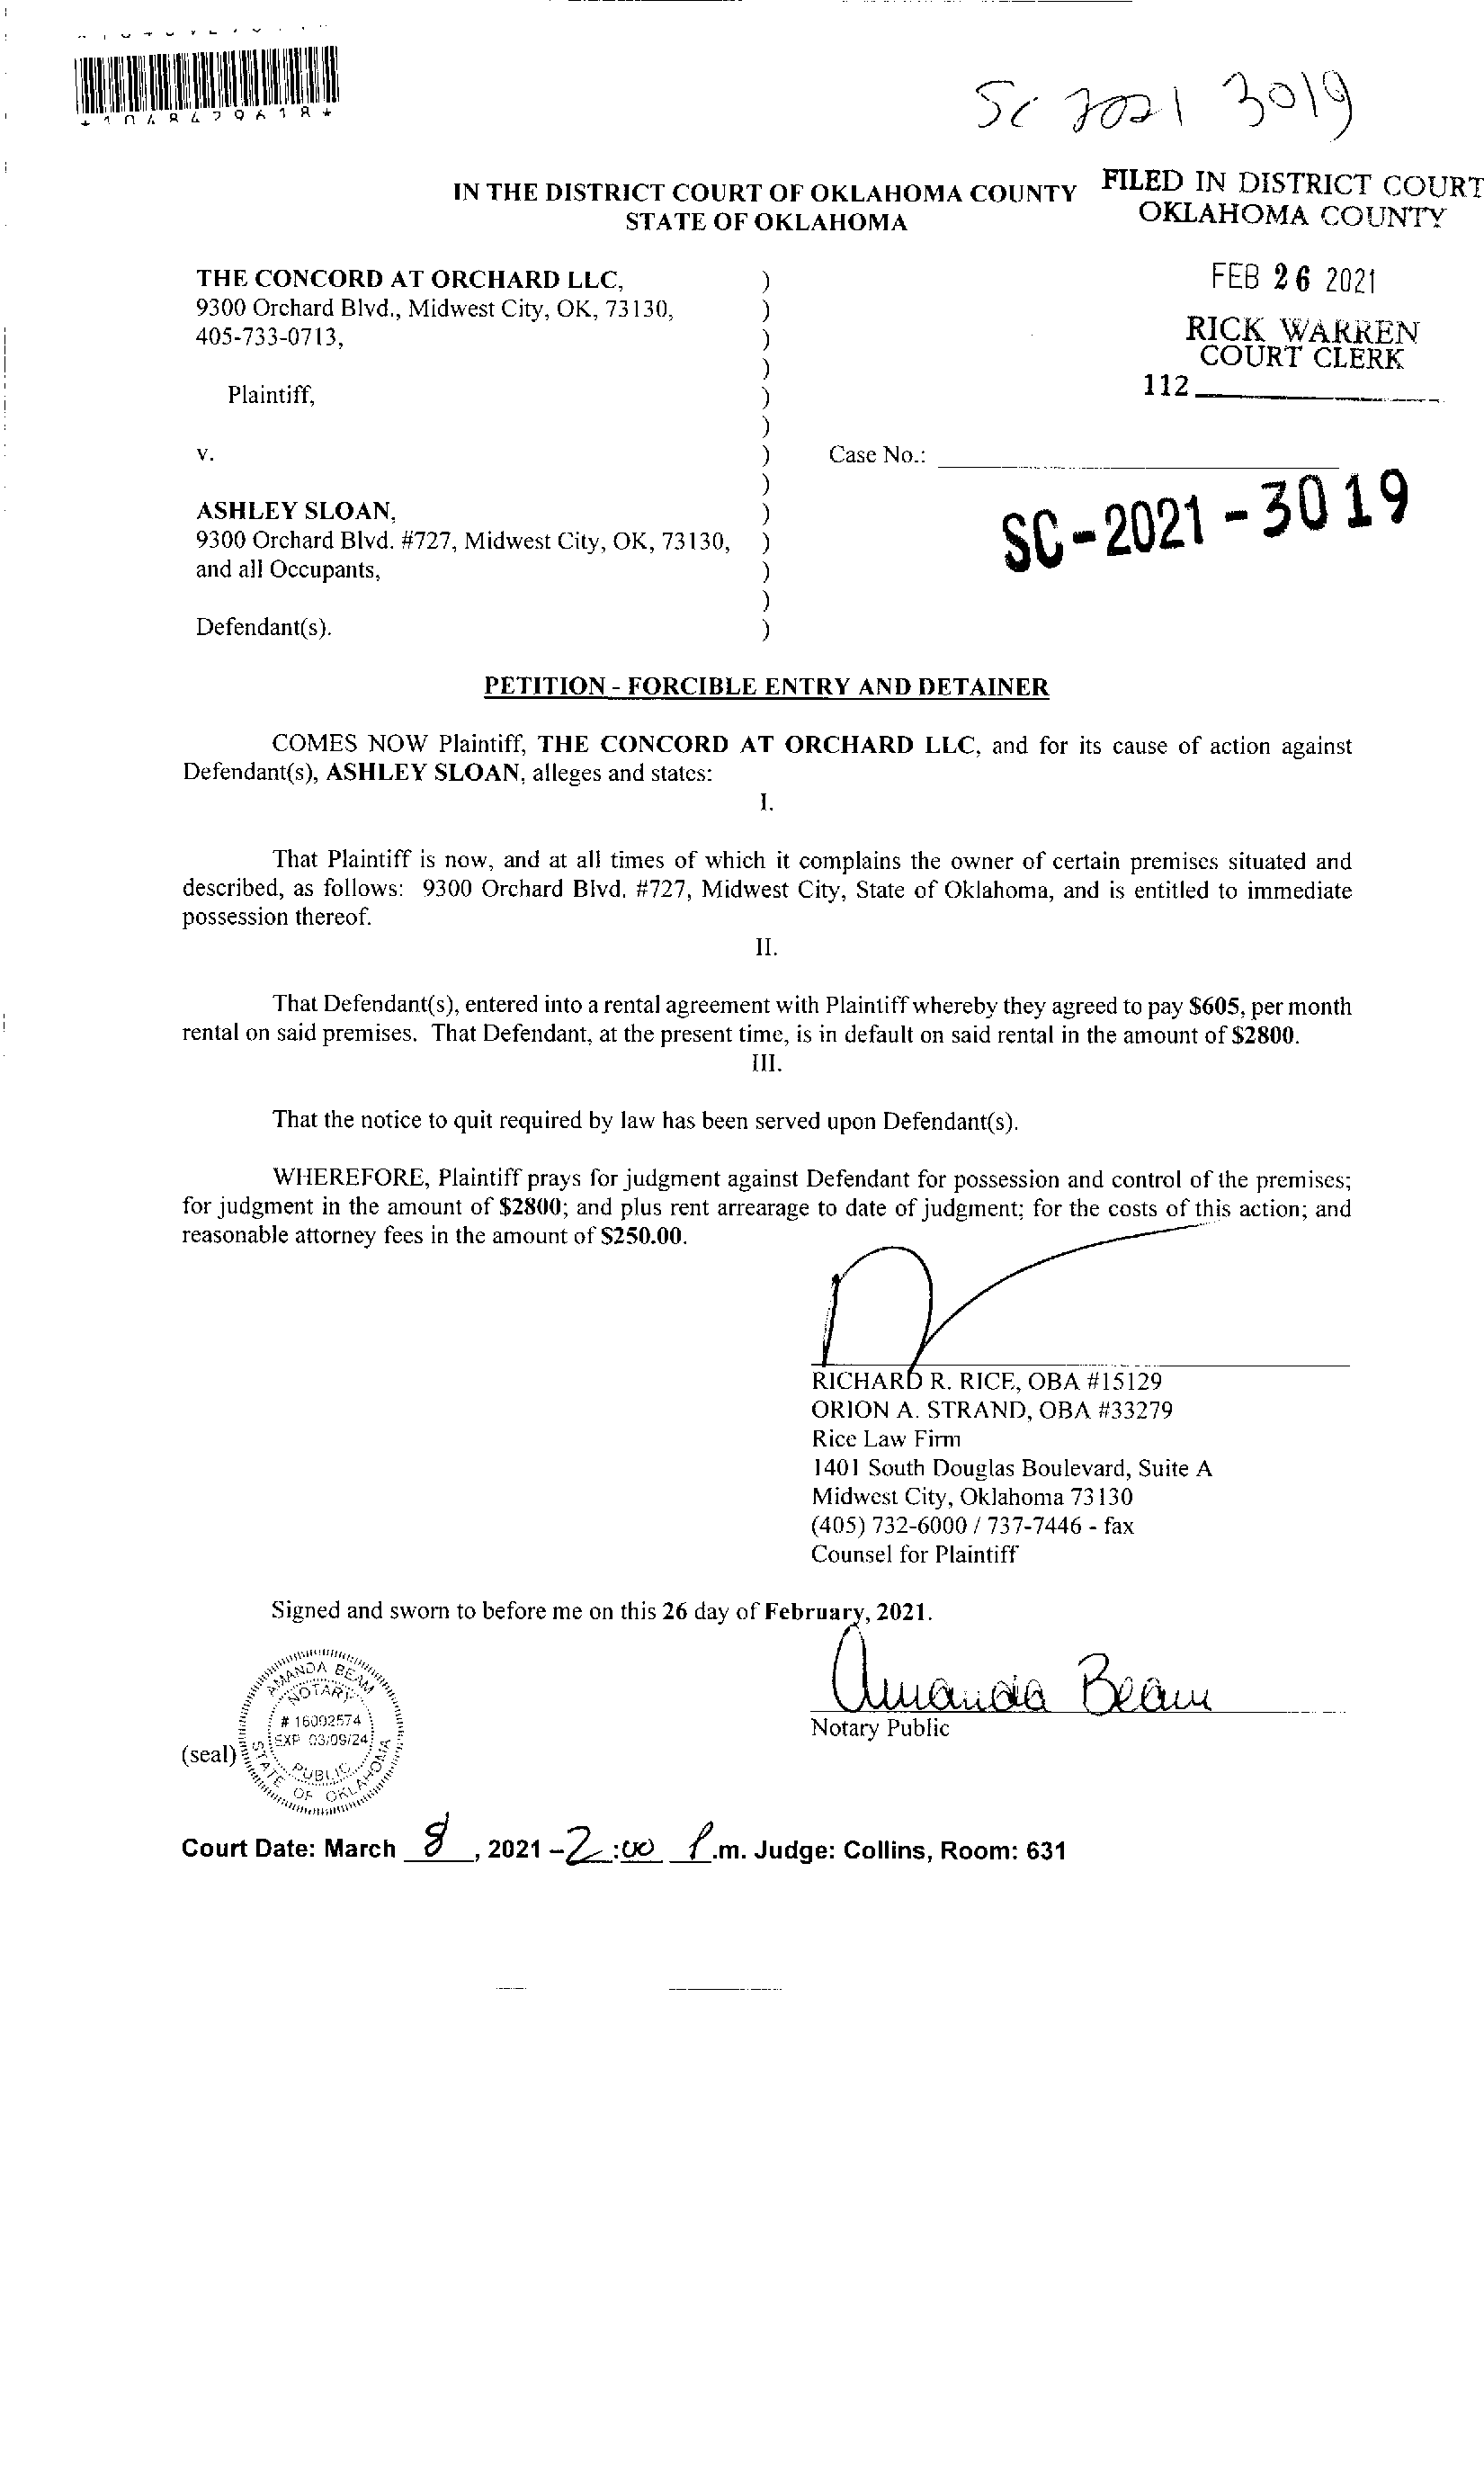 SC 2021 3019
IN THE DISTRICT COURT OF OKLAHOMA COUNTY
STATE OF OKLAHOMA
FILED IN DISTRICT COURT
OKLAHOMA COUNTY
FEB 26 2021
RICK WARREN
COURT CLERK
112
THE CONCORD AT ORCHARD LLC, )
9300 Orchard Blvd., Midwest City, OK, 73130, )
405-733-0713, )
)
Plaintiff, )
)
v. ) Case No.:
)
SC-2021-3019
ASHLEY SLOAN, )
9300 Orchard Blvd. #727, Midwest City, OK, 73130, )
and all Occupants, )
)
Defendant(s). )
PETITION - FORCIBLE ENTRY AND DETAINER
COMES NOW Plaintiff, THE CONCORD AT ORCHARD LLC, and for its cause of action against
Defendant(s), ASHLEY SLOAN, alleges and states:
I.
That Plaintiff is now, and at all times of which it complains the owner of certain premises situated and
described, as follows: 9300 Orchard Blvd. #727, Midwest City, State of Oklahoma, and is entitled to immediate
possession thereof.
II.
That Defendant(s), entered into a rental agreement with Plaintiff whereby they agreed to pay $605, per month
rental on said premises. That Defendant, at the present time, is in default on said rental in the amount of $2800.
III.
That the notice to quit required by law has been served upon Defendant(s).
WHEREFORE, Plaintiff prays for judgment against Defendant for possession and control of the premises;
for judgment in the amount of $2800; and plus rent arrearage to date of judgment; for the costs of this action; and
reasonable attorney fees in the amount of $250.00.
RICHARD R. RICE, OBA #15129
ORION A. STRAND, OBA #33279
Rice Law Firm
1401 South Douglas Boulevard, Suite A
Midwest City, Oklahoma 73130
(405) 732-6000 / 737-7446 - fax
Counsel for Plaintiff
Signed and sworn to before me on this 26 day of February, 2021.
Amanda Beam
Notary Public
(seal)
AMANDA BEAM
NOTARY
# 16002574
EXP 03/09/24
PUBLIC
STATE OF OKLAHOMA
Court Date: March 8, 2021 - 2:00 P.m. Judge: Collins, Room: 631